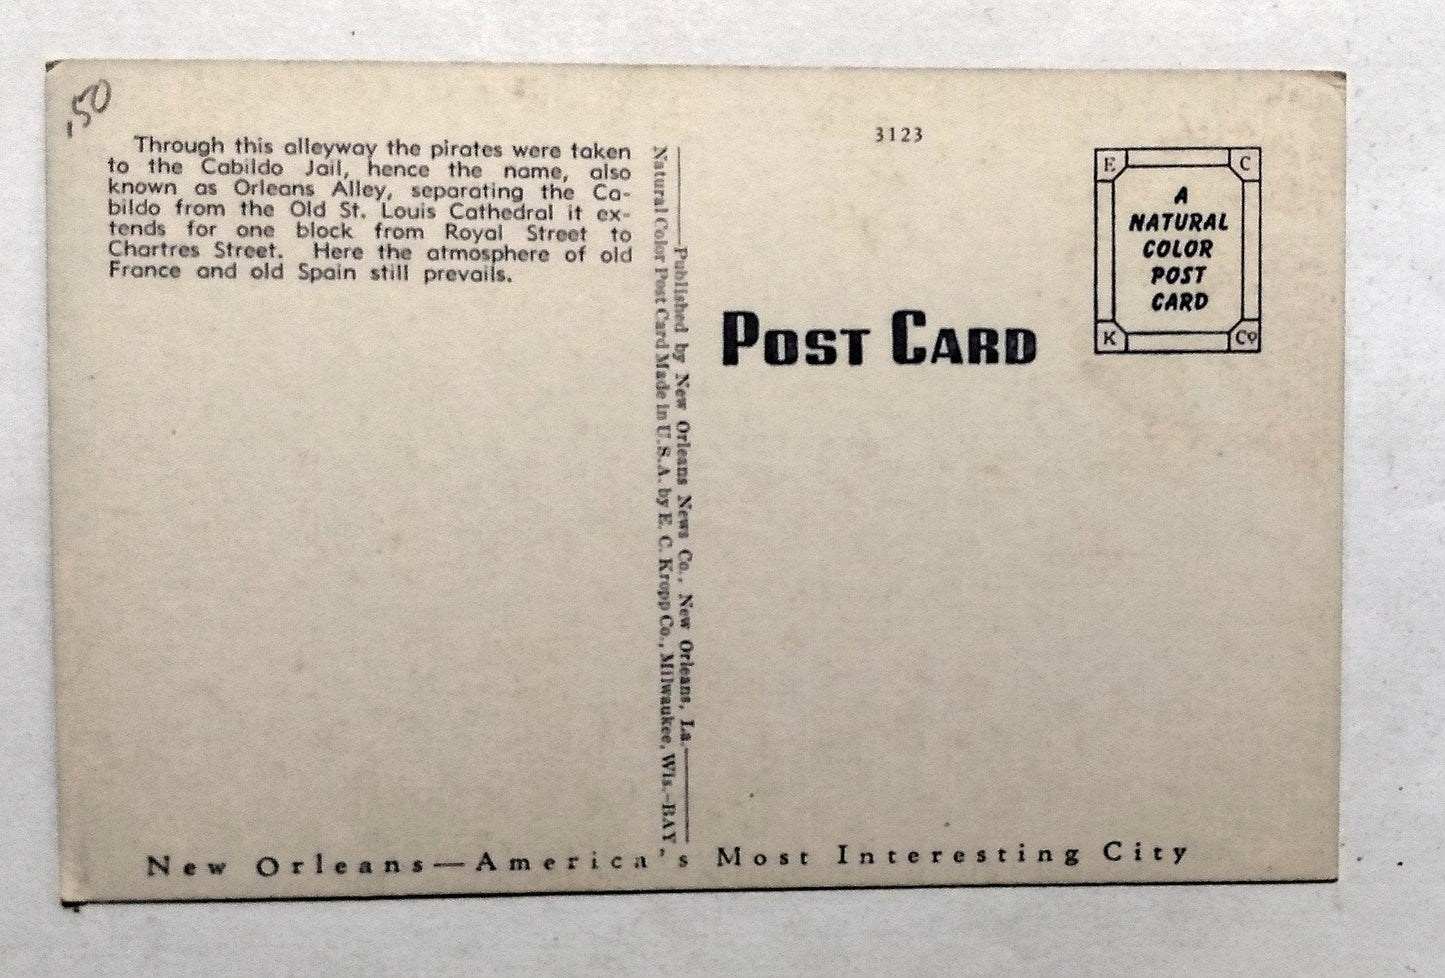 .50
Through this alleyway the pirates were taken
to the Cabildo Jail, hence the name, also
known as Orleans Alley, separating the Ca-
bildo from the Old St. Louis Cathedral it ex-
tends for one block from Royal Street to
Chartres Street. Here the atmosphere of old
France and old Spain still prevails.
Published by New Orleans News Co., New Orleans, La.
Natural Color Post Card Made in U.S.A. by E. C. Kropp Co., Milwaukee, Wis.-BAY
3123
POST CARD
E C
A
NATURAL
COLOR
POST
CARD
K Co
New Orleans—America's Most Interesting City